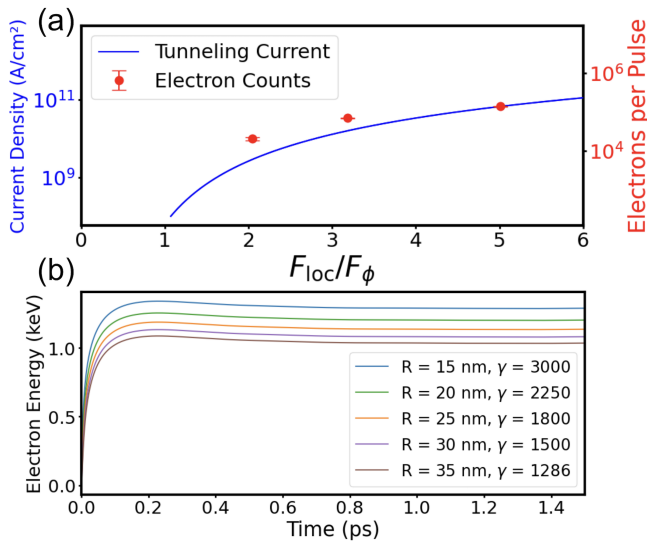 (a)
Current Density (A/cm²)
10¹¹
10⁹
Tunneling Current
Electron Counts
10⁶
10⁴
Electrons per Pulse
0 1 2 3 4 5 6
F_loc/F_ϕ
(b)
Electron Energy (keV)
1.0
0.5
0.0
R = 15 nm, γ = 3000
R = 20 nm, γ = 2250
R = 25 nm, γ = 1800
R = 30 nm, γ = 1500
R = 35 nm, γ = 1286
0.0 0.2 0.4 0.6 0.8 1.0 1.2 1.4
Time (ps)